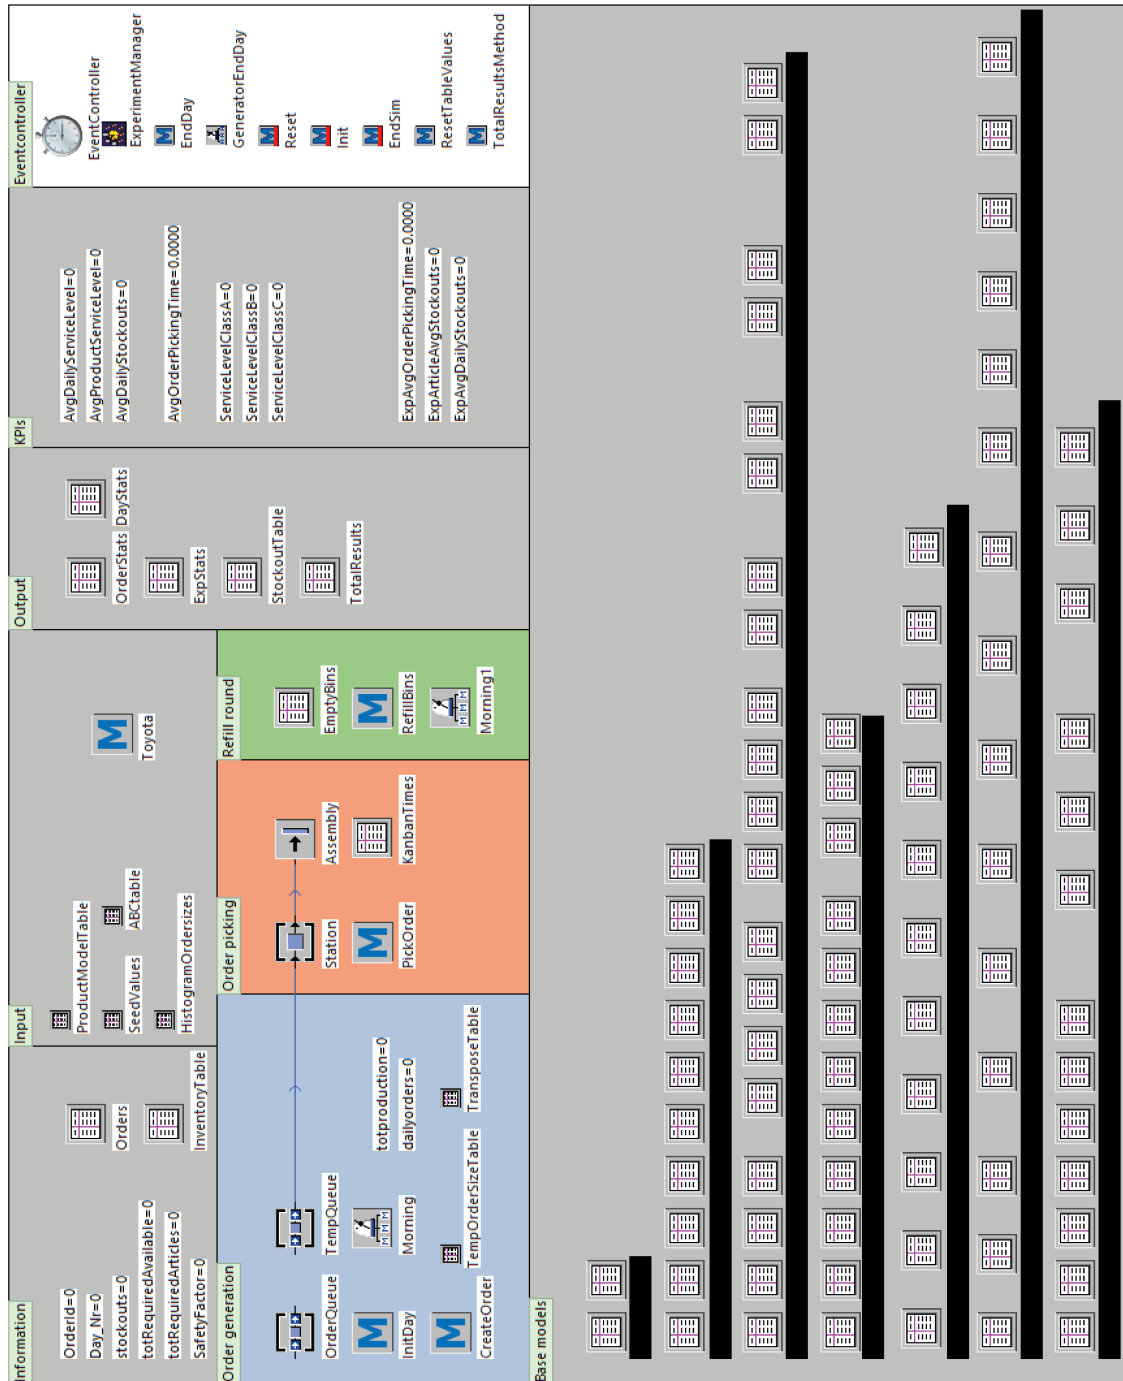 Information
OrderId=0
Day_Nr=0
stockouts=0
totRequiredAvailable=0
totRequiredArticles=0
SafetyFactor=0
Orders
InventoryTable
Input
ProductModelTable
SeedValues
ABCtable
HistogramOrdersizes
Toyota
Output
OrderStats
DayStats
ExpStats
StockoutTable
TotalResults
KPIs
AvgDailyServiceLevel=0
AvgProductServiceLevel=0
AvgDailyStockouts=0
AvgOrderPickingTime=0.0000
ServiceLevelClassA=0
ServiceLevelClassB=0
ServiceLevelClassC=0
ExpAvgOrderPickingTime=0.0000
ExpArticleAvgStockouts=0
ExpAvgDailyStockouts=0
Eventcontroller
EventController
ExperimentManager
EndDay
GeneratorEndDay
Reset
Init
EndSim
ResetTableValues
TotalResultsMethod
Order generation
OrderQueue
TempQueue
InitDay
Morning
totproduction=0
dailyorders=0
CreateOrder
TempOrderSizeTable
TransposeTable
Order picking
Station
Assembly
PickOrder
KanbanTimes
Refill round
EmptyBins
RefillBins
Morning1
Base models